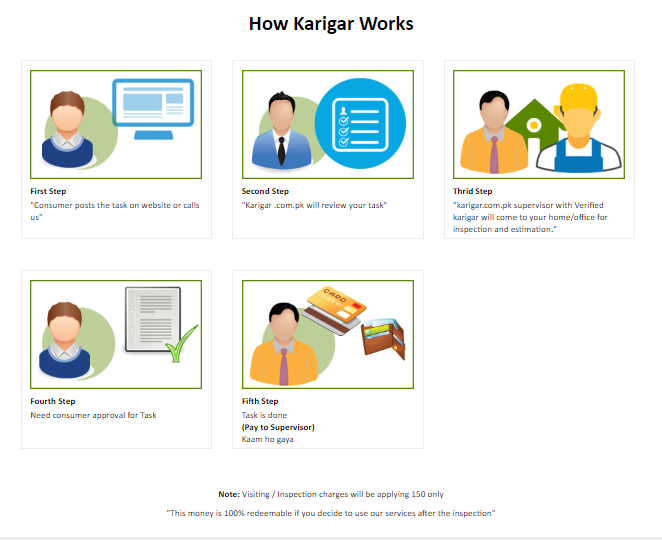 How Karigar Works
First Step
"Consumer posts the task on website or calls
us"
Second Step
"Karigar .com.pk will review your task"
Thrid Step
"karigar.com.pk supervisor with Verified
karigar will come to your home/office for
inspection and estimation."
Fourth Step
Need consumer approval for Task
CARD
Fifth Step
Task is done
(Pay to Supervisor)
Kaam ho gaya
Note: Visiting / Inspection charges will be applying 150 only
"This money is 100% redeemable if you decide to use our services after the inspection"